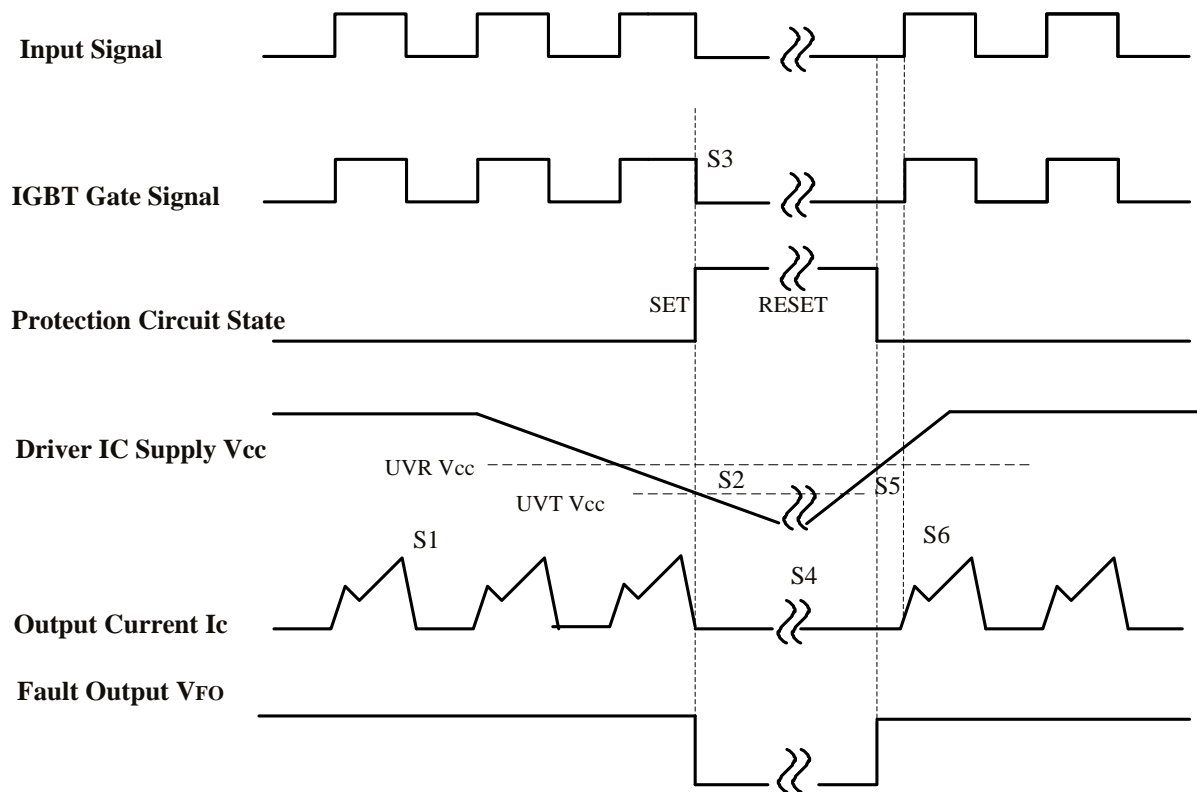 Input Signal
S3
IGBT Gate Signal
SET
RESET
Protection Circuit State
Driver IC Supply Vcc
UVR Vcc
S2
S5
UVT Vcc
S1
S6
S4
Output Current Ic
Fault Output VFO